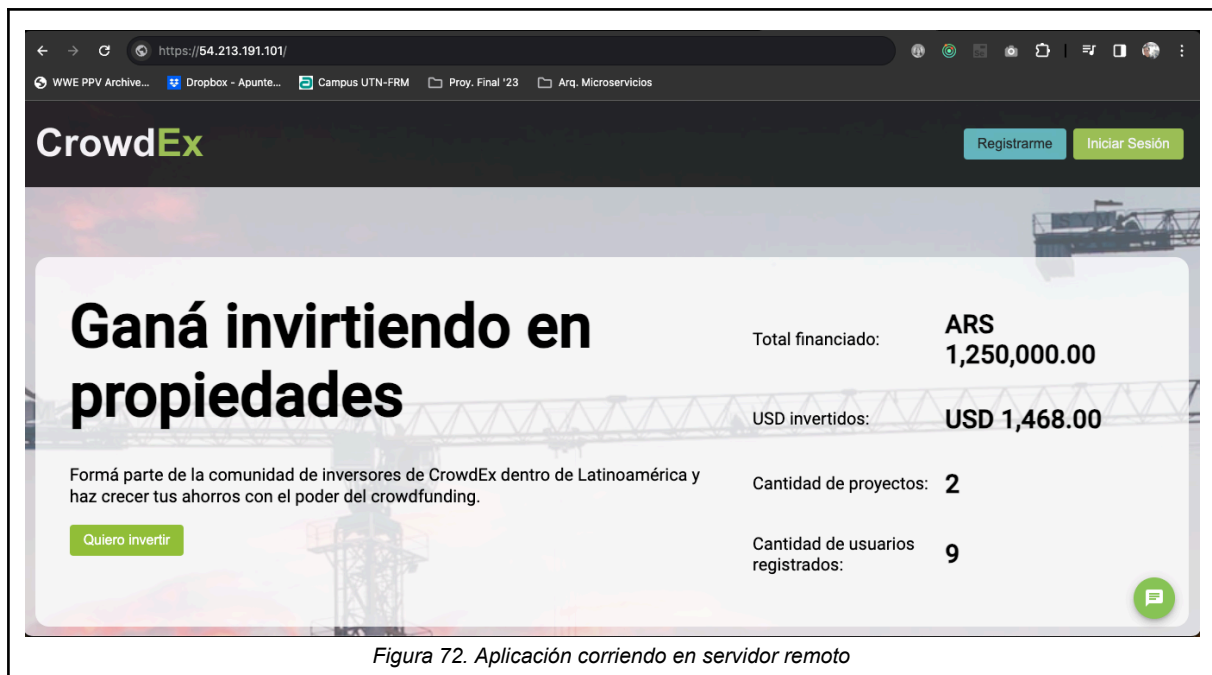 https://54.213.191.101/
WWE PPV Archive... Dropbox - Apunte... Campus UTN-FRM Proy. Final '23 Arq. Microservicios
CrowdEx
Registrarme Iniciar Sesión
SYM
Ganá invirtiendo en
propiedades
Formá parte de la comunidad de inversores de CrowdEx dentro de Latinoamérica y
haz crecer tus ahorros con el poder del crowdfunding.
Quiero invertir
Total financiado: ARS
1,250,000.00
USD invertidos: USD 1,468.00
Cantidad de proyectos: 2
Cantidad de usuarios
registrados: 9
Figura 72. Aplicación corriendo en servidor remoto